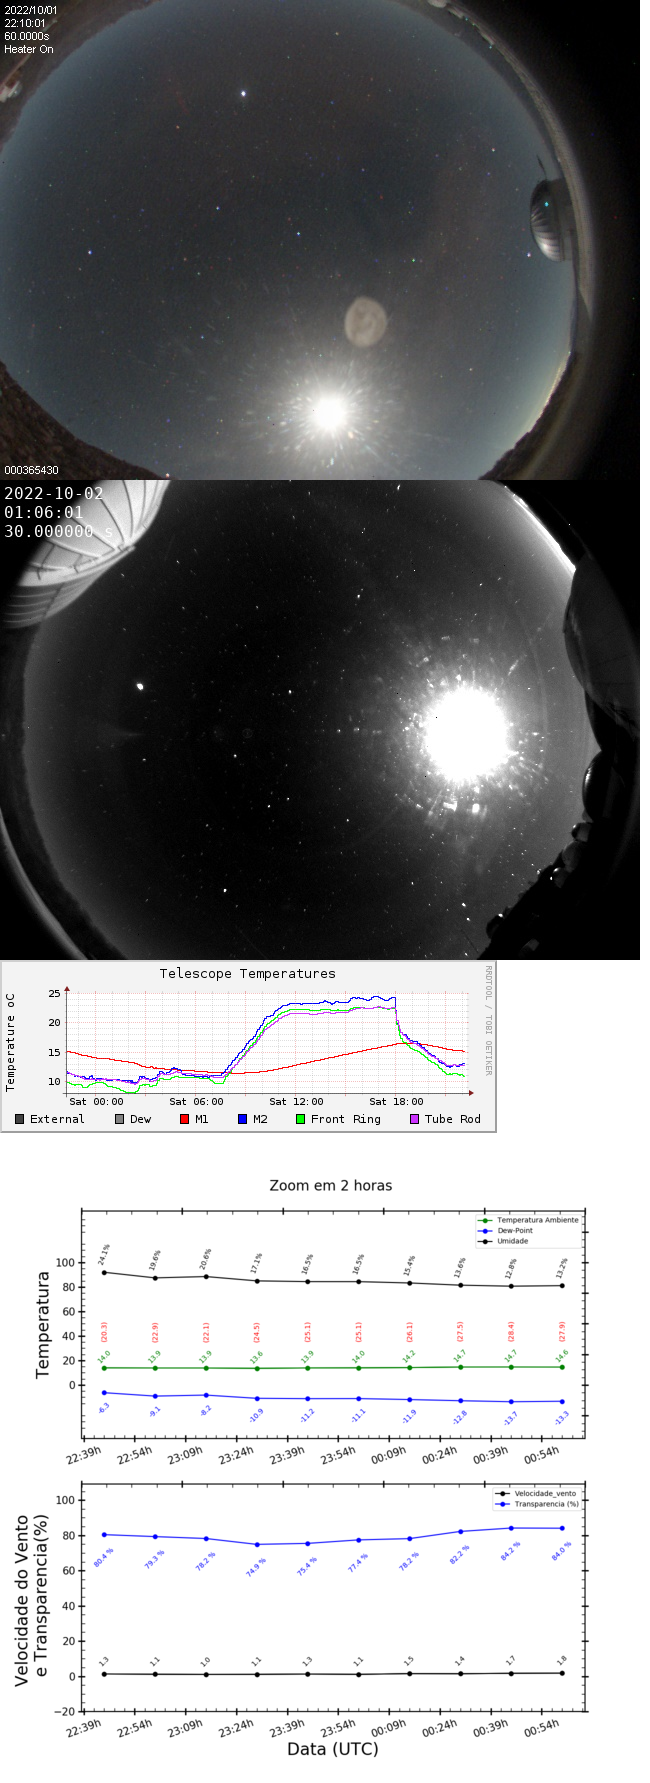 2022/10/01
22:10:01
60.0000s
Heater On
000365430
2022-10-02
01:06:01
30.000000 s
Telescope Temperatures
RRDTOOL / TOBI OETIKER
Temperature oC
25
20
15
10
Sat 00:00 Sat 06:00 Sat 12:00 Sat 18:00
External Dew M1 M2 Front Ring Tube Rod
Zoom em 2 horas
Temperatura Ambiente
Dew-Point
Umidade
Temperatura
100
80
60
40
20
0
24.1% 19.6% 20.6% 17.1% 16.5% 16.5% 15.4% 13.6% 12.8% 13.2%
(20.3) (22.9) (22.1) (24.5) (25.1) (25.1) (26.1) (27.5) (28.4) (27.9)
14.0 13.9 13.9 13.6 13.9 14.0 14.2 14.7 14.7 14.6
-6.3 -9.1 -8.2 -10.9 -11.2 -11.1 -11.9 -12.8 -13.7 -13.3
22:39h 22:54h 23:09h 23:24h 23:39h 23:54h 00:09h 00:24h 00:39h 00:54h
Velocidade_vento
Transparencia (%)
Velocidade do Vento
e Transparencia(%)
100
80
60
40
20
0
−20
80.4 % 79.3 % 78.2 % 74.9 % 75.4 % 77.4 % 78.2 % 82.2 % 84.2 % 84.0 %
1.3 1.1 1.0 1.1 1.3 1.1 1.5 1.4 1.7 1.8
22:39h 22:54h 23:09h 23:24h 23:39h 23:54h 00:09h 00:24h 00:39h 00:54h
Data (UTC)